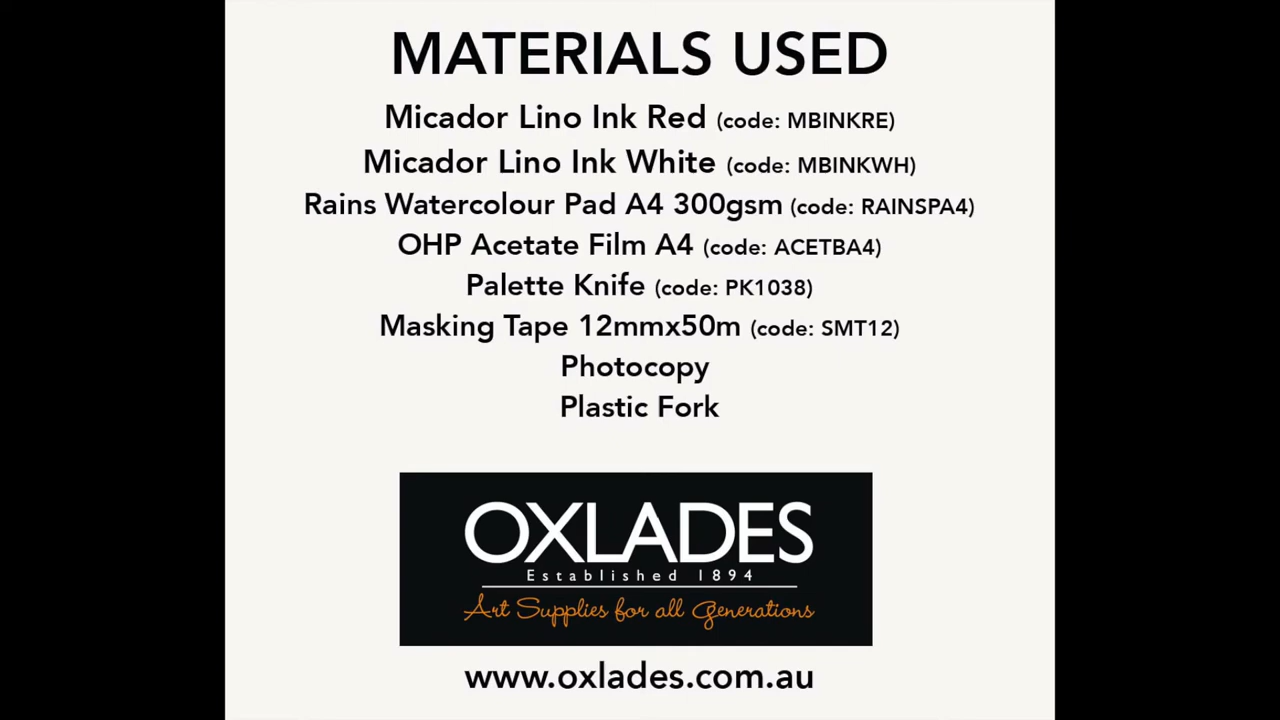 MATERIALS USED
Micador Lino Ink Red (code: MBINKRE)
Micador Lino Ink White (code: MBINKWH)
Rains Watercolour Pad A4 300gsm (code: RAINSPA4)
OHP Acetate Film A4 (code: ACETBA4)
Palette Knife (code: PK1038)
Masking Tape 12mmx50m (code: SMT12)
Photocopy
Plastic Fork
OXLADES
Established 1894
Art Supplies for all Generations
www.oxlades.com.au